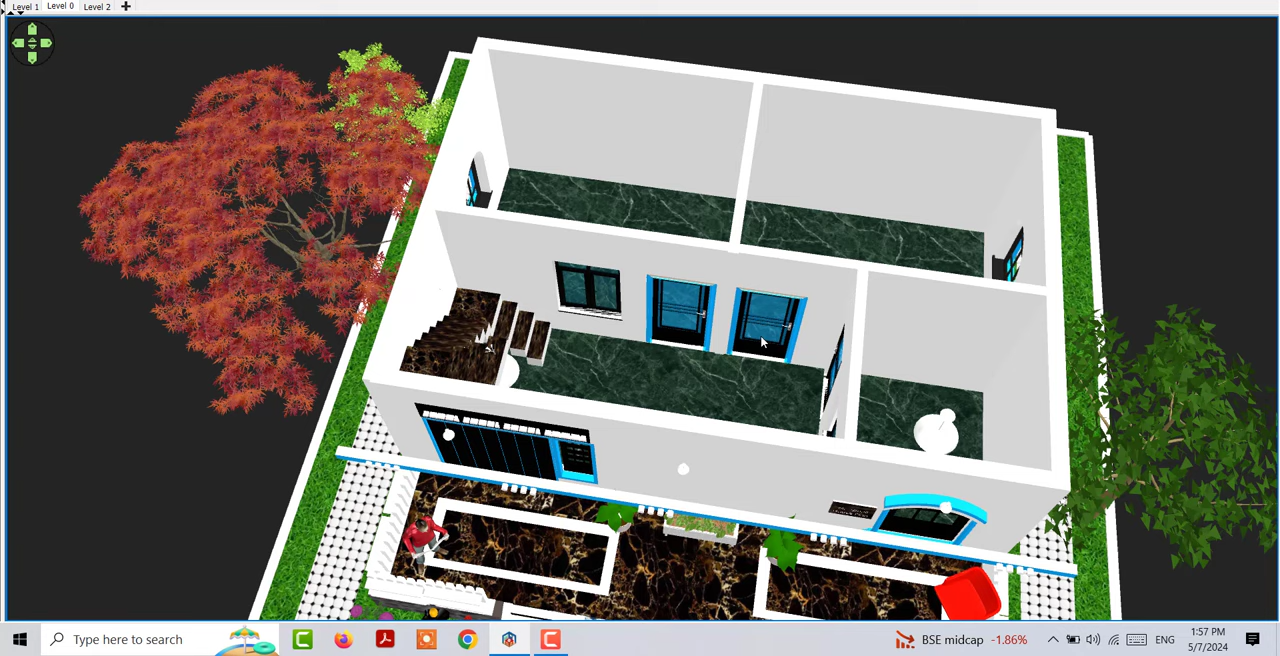 Level 1 Level 0 Level 2
Type here to search
BSE midcap -1.86%
ENG
1:57 PM
5/7/2024